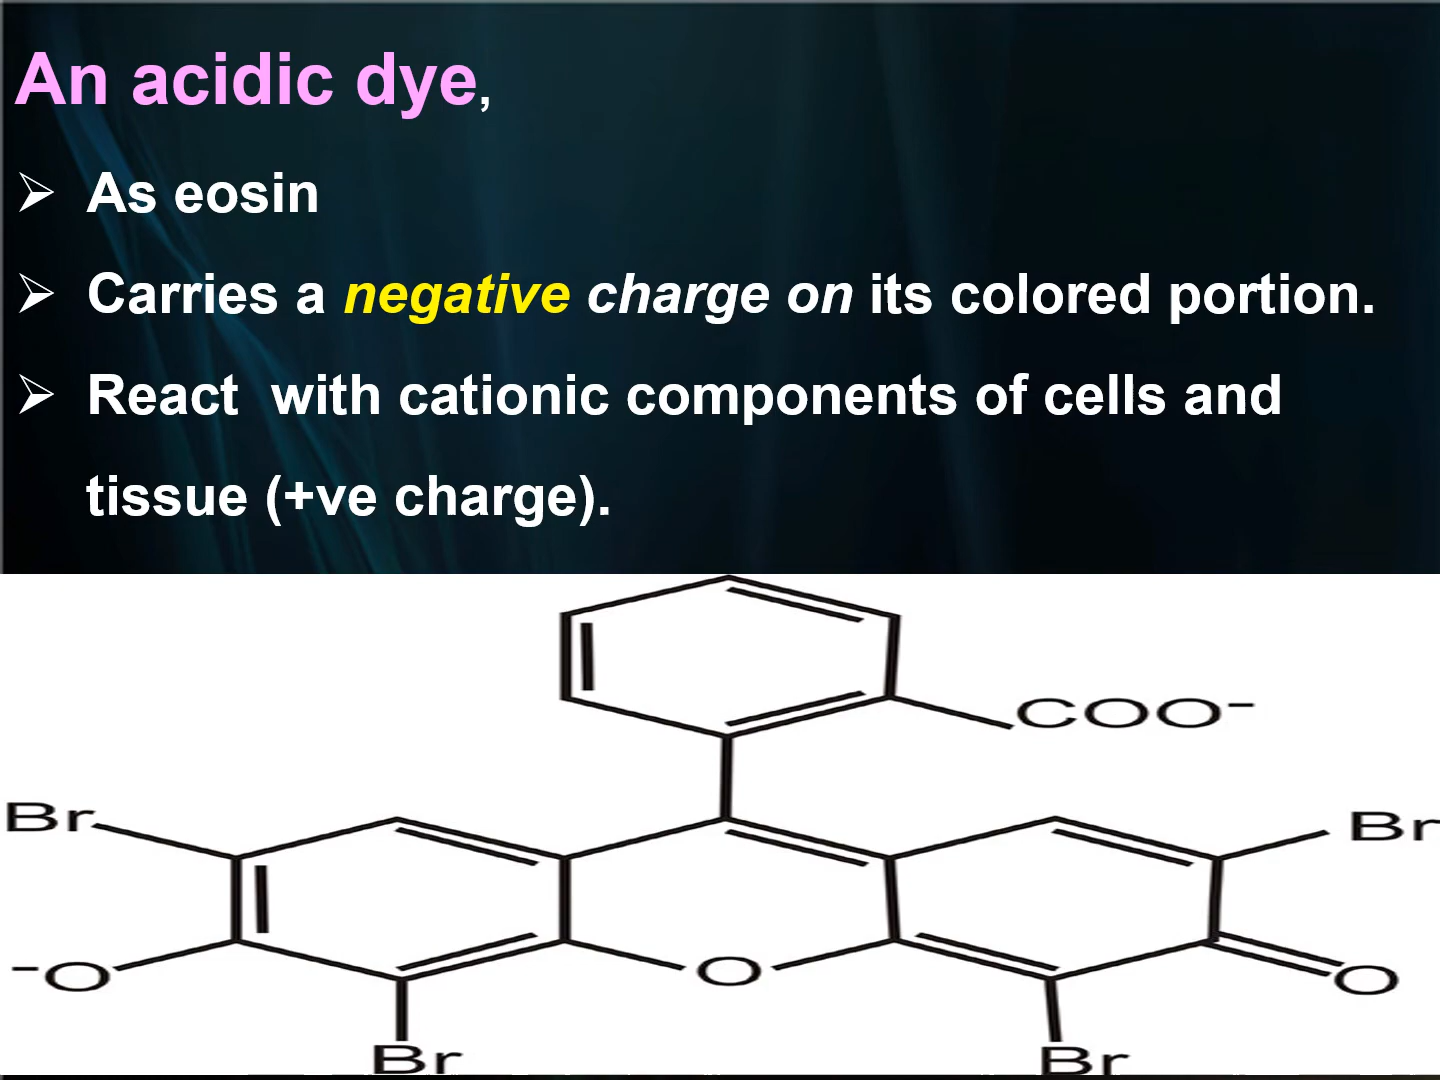 An acidic dye,
➢ As eosin
➢ Carries a negative charge on its colored portion.
➢ React with cationic components of cells and
tissue (+ve charge).
COO⁻
Br
Br
⁻O
O
O
Br
Br